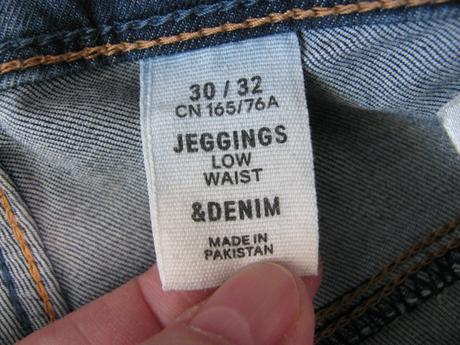 30 / 32
CN 165/76A
JEGGINGS
LOW
WAIST
&DENIM
MADE IN
PAKISTAN